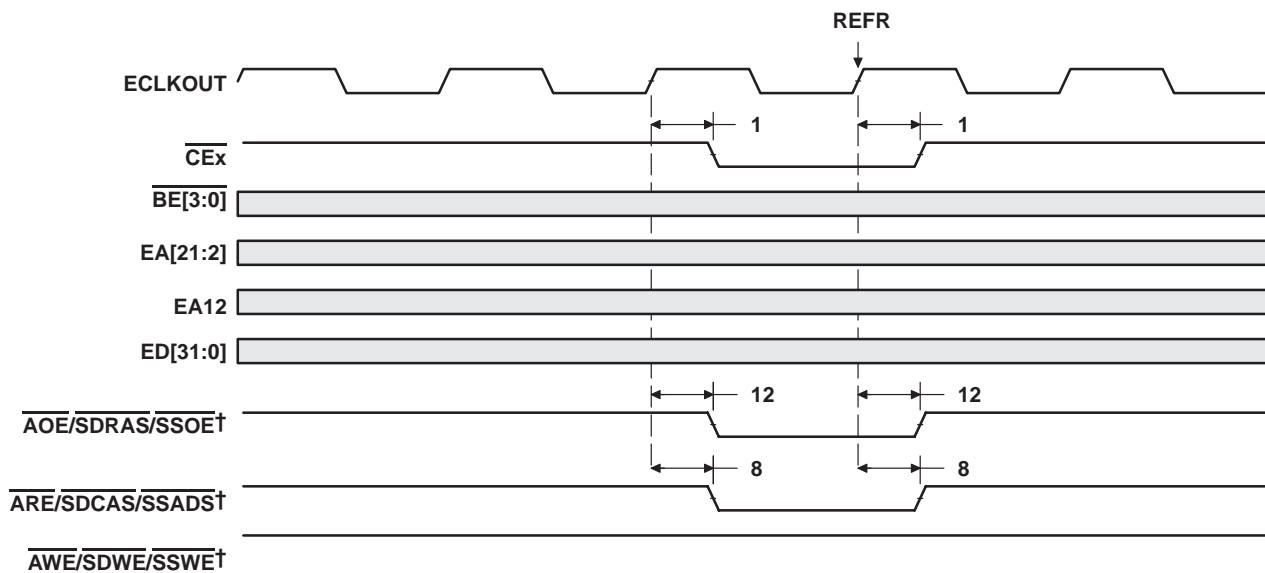 REFR
ECLKOUT
1 1
CEx
BE[3:0]
EA[21:2]
EA12
ED[31:0]
12 12
AOE/SDRAS/SSOE†
8 8
ARE/SDCAS/SSADS†
AWE/SDWE/SSWE†